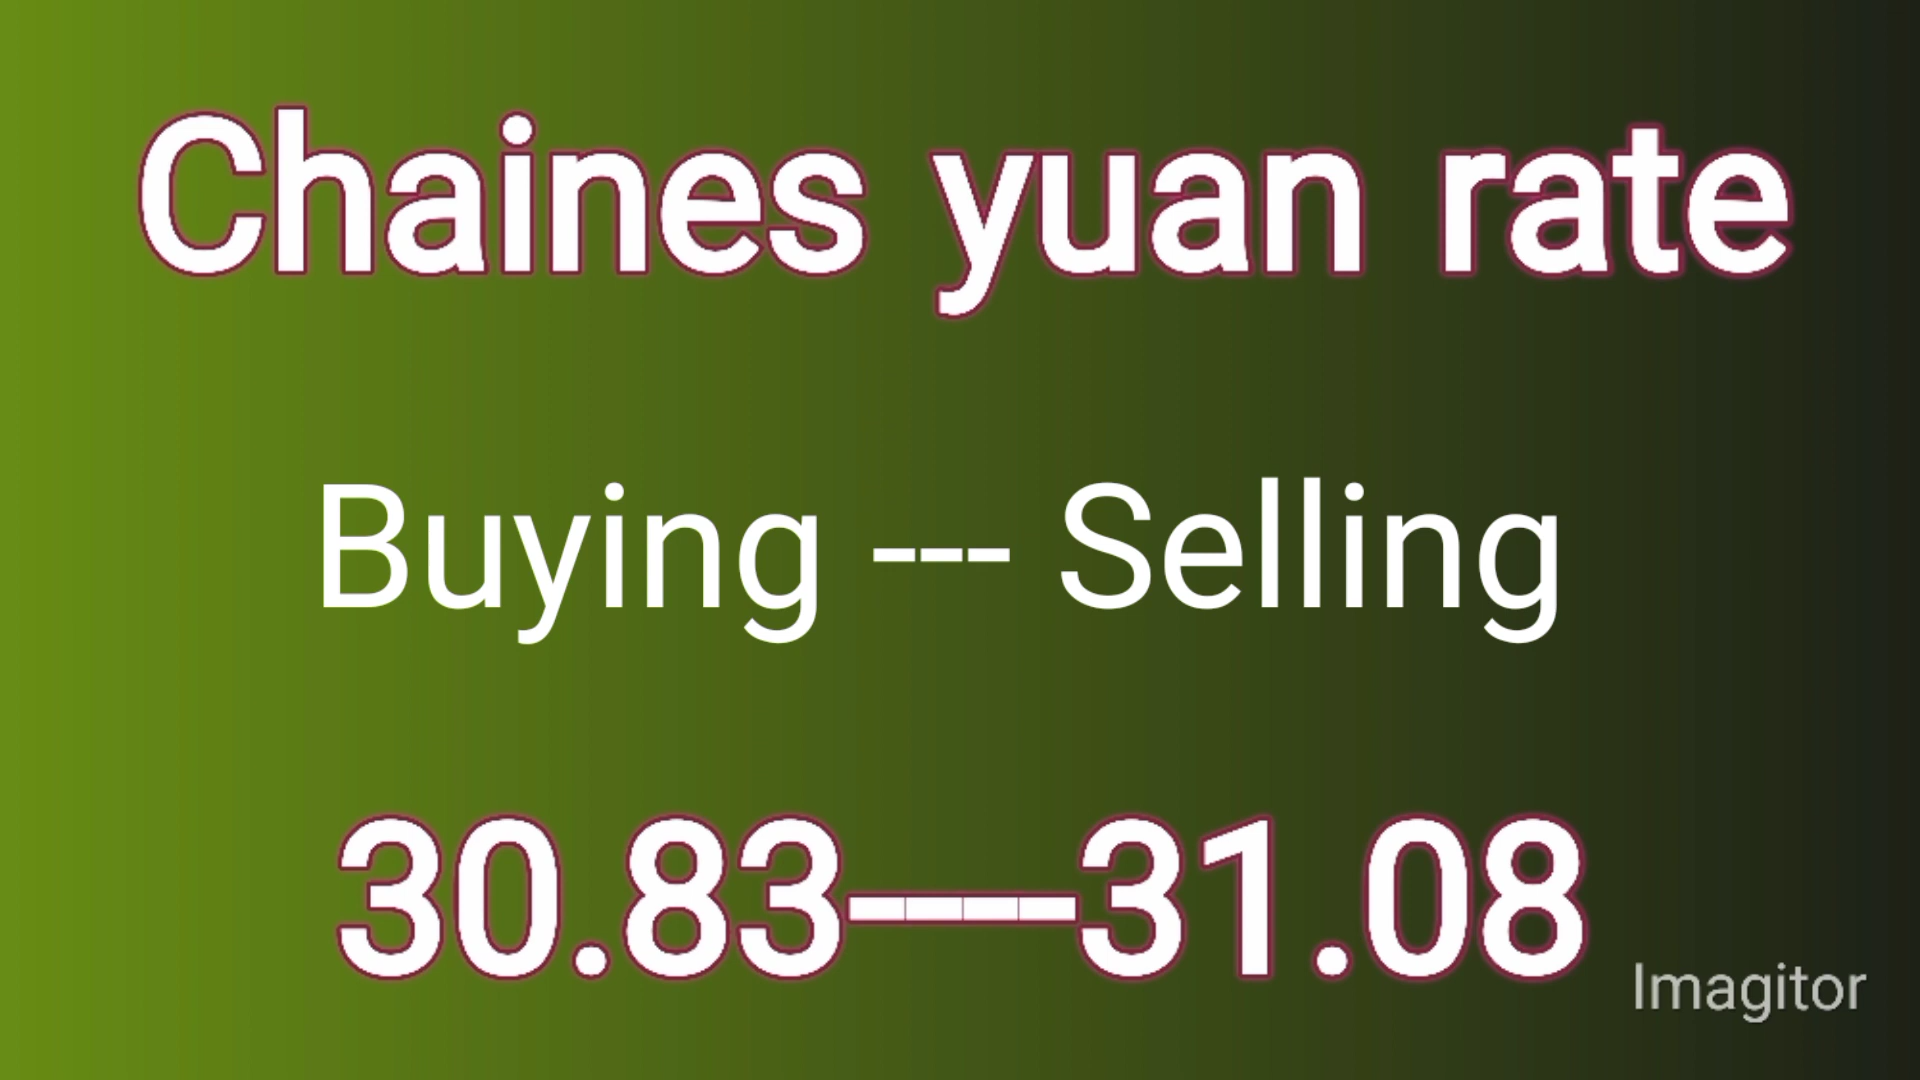 Chaines yuan rate
Buying --- Selling
30.83----31.08
Imagitor